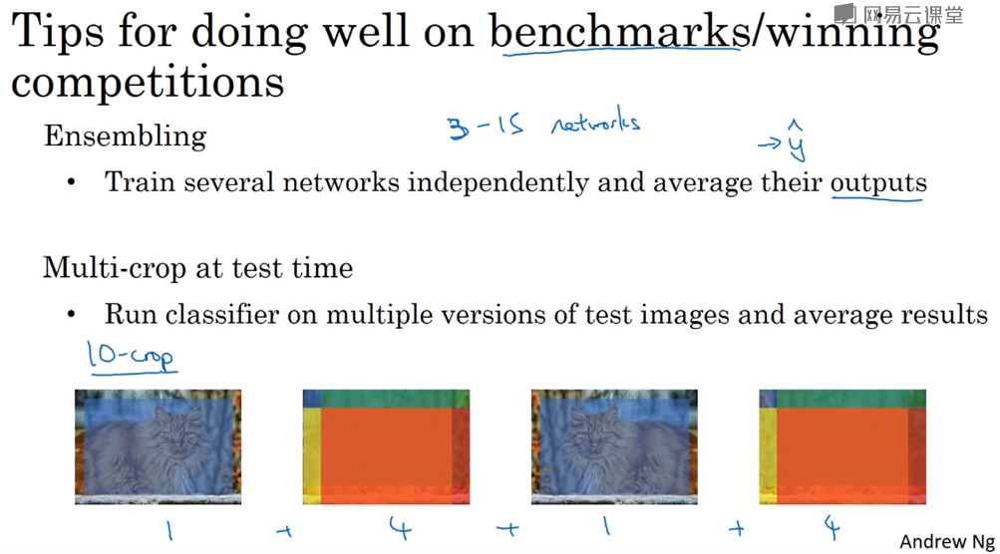 网易云课堂
Tips for doing well on benchmarks/winning
competitions
Ensembling
3-15 networks
→ ŷ
• Train several networks independently and average their outputs
Multi-crop at test time
• Run classifier on multiple versions of test images and average results
10-crop
1 + 4 + 1 + 4
Andrew Ng